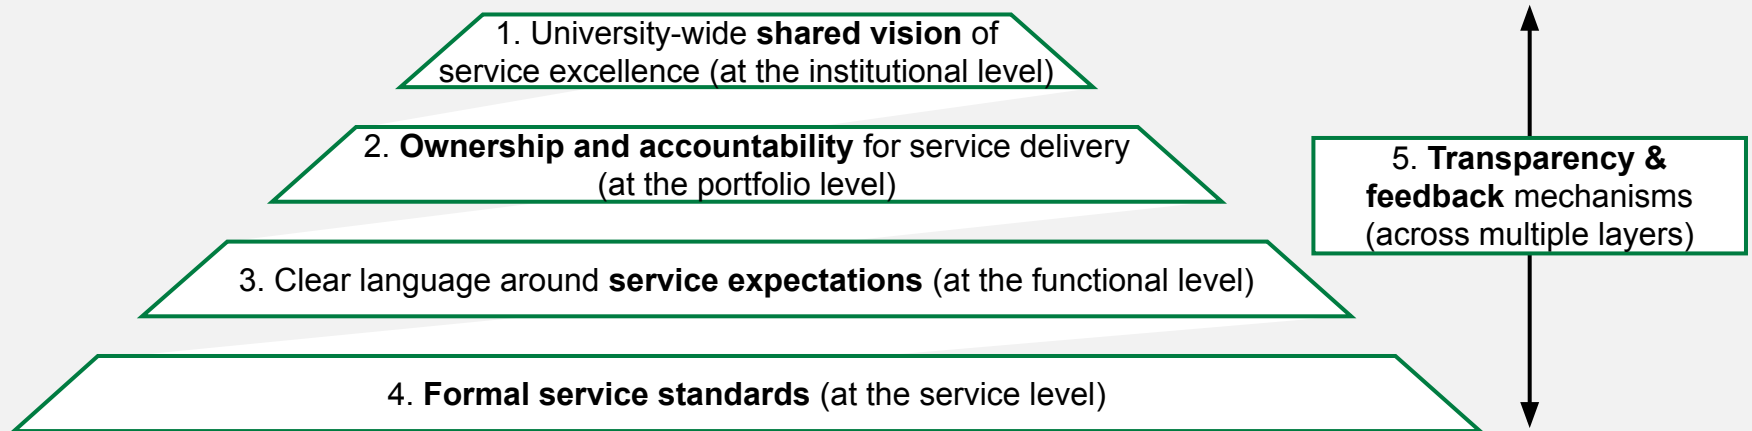 1. University-wide shared vision of
service excellence (at the institutional level)
2. Ownership and accountability for service delivery
(at the portfolio level)
3. Clear language around service expectations (at the functional level)
4. Formal service standards (at the service level)
5. Transparency &
feedback mechanisms
(across multiple layers)